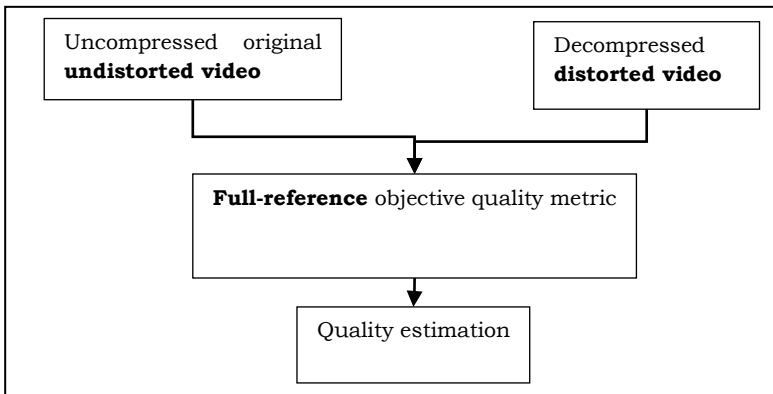 Uncompressed original
undistorted video
Decompressed
distorted video
Full-reference objective quality metric
Quality estimation